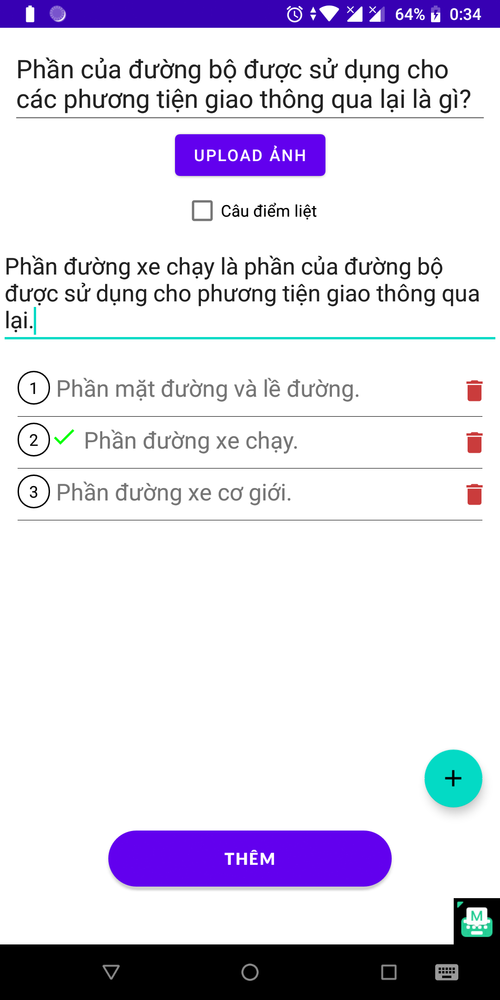 64% 0:34
Phần của đường bộ được sử dụng cho
các phương tiện giao thông qua lại là gì?
UPLOAD ẢNH
Câu điểm liệt
Phần đường xe chạy là phần của đường bộ
được sử dụng cho phương tiện giao thông qua
lại.
1 Phần mặt đường và lề đường.
2 Phần đường xe chạy.
3 Phần đường xe cơ giới.
+
THÊM
M